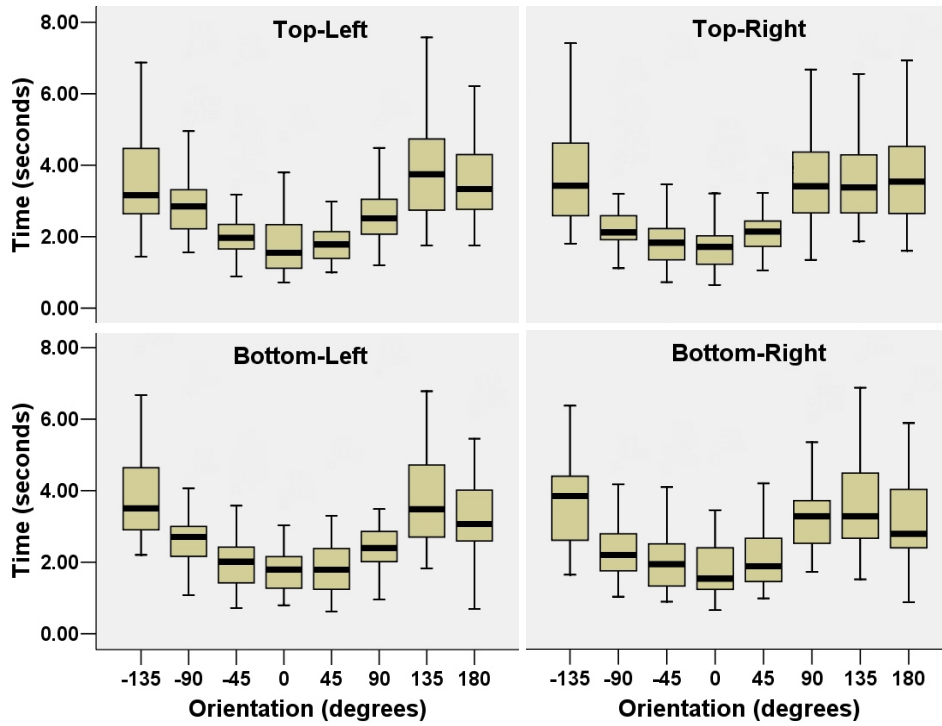 Top-Left
Top-Right
8.00
6.00
4.00
2.00
0.00
Time (seconds)
Bottom-Left
Bottom-Right
8.00
6.00
4.00
2.00
0.00
Time (seconds)
-135 -90 -45 0 45 90 135 180
Orientation (degrees)
-135 -90 -45 0 45 90 135 180
Orientation (degrees)